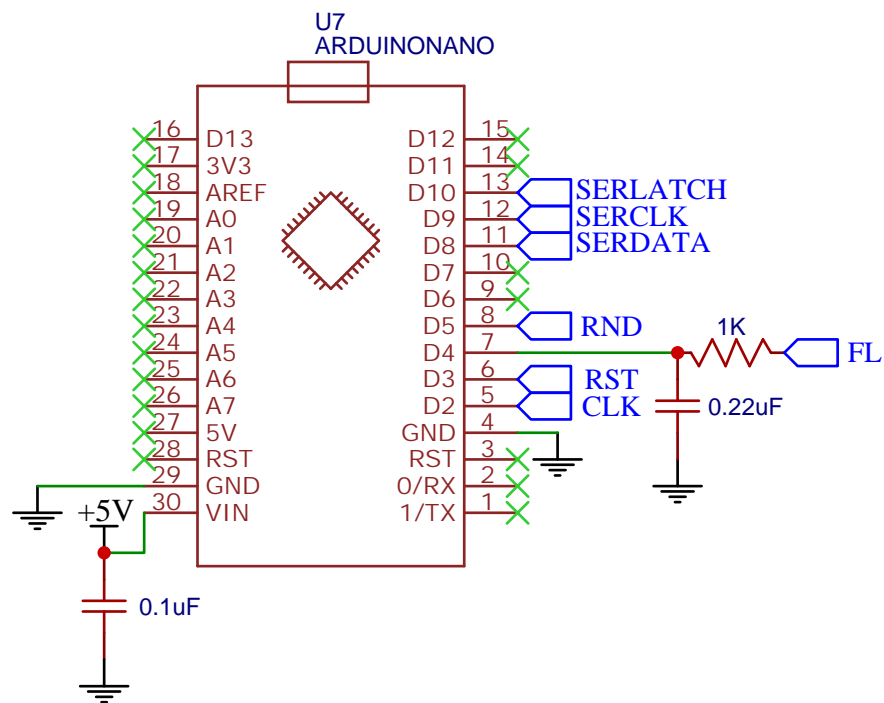 U7
ARDUINONANO
16 D13 D12 15
17 3V3 D11 14
18 AREF D10 13 SERLATCH
19 A0 D9 12 SERCLK
20 A1 D8 11 SERDATA
21 A2 D7 10
22 A3 D6 9
23 A4 D5 8 RND
1K
24 A5 D4 7 FL
25 A6 D3 6 RST
26 A7 D2 5 CLK
0.22uF
27 5V GND 4
28 RST RST 3
29 GND 0/RX 2
30 VIN 1/TX 1
+5V
0.1uF